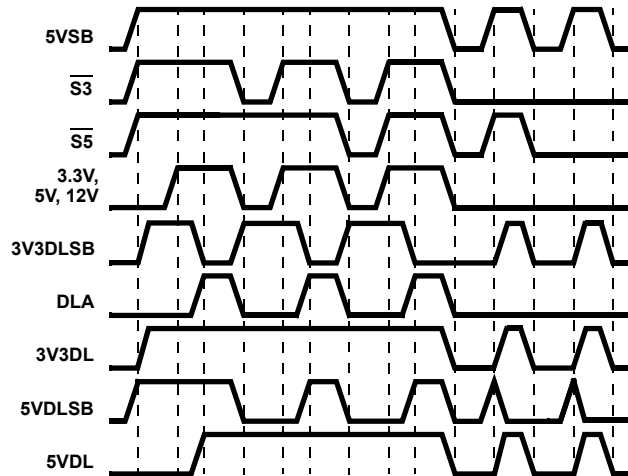 5VSB
S3
S5
3.3V,
5V, 12V
3V3DLSB
DLA
3V3DL
5VDLSB
5VDL